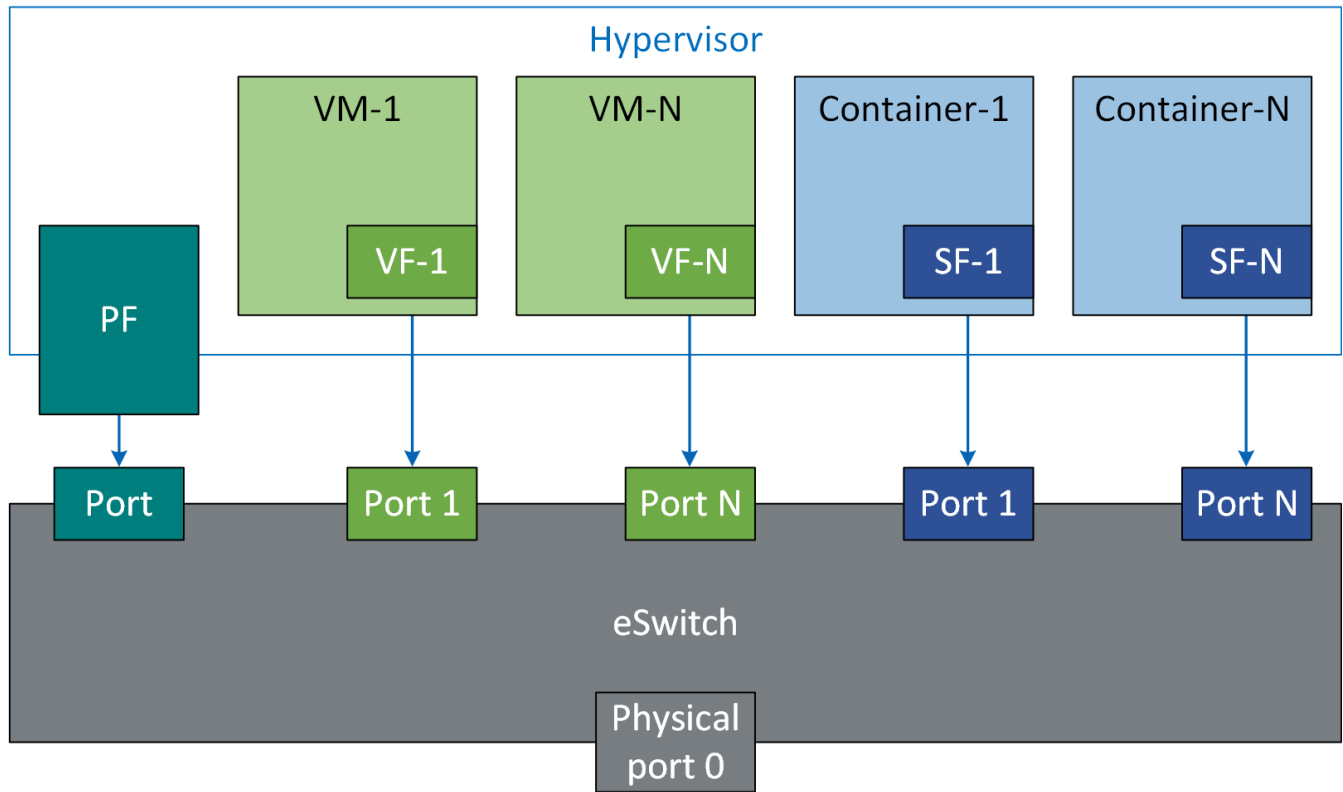 Hypervisor
VM-1
VM-N
Container-1
Container-N
VF-1
VF-N
SF-1
SF-N
PF
Port
Port 1
Port N
Port 1
Port N
eSwitch
Physical
port 0